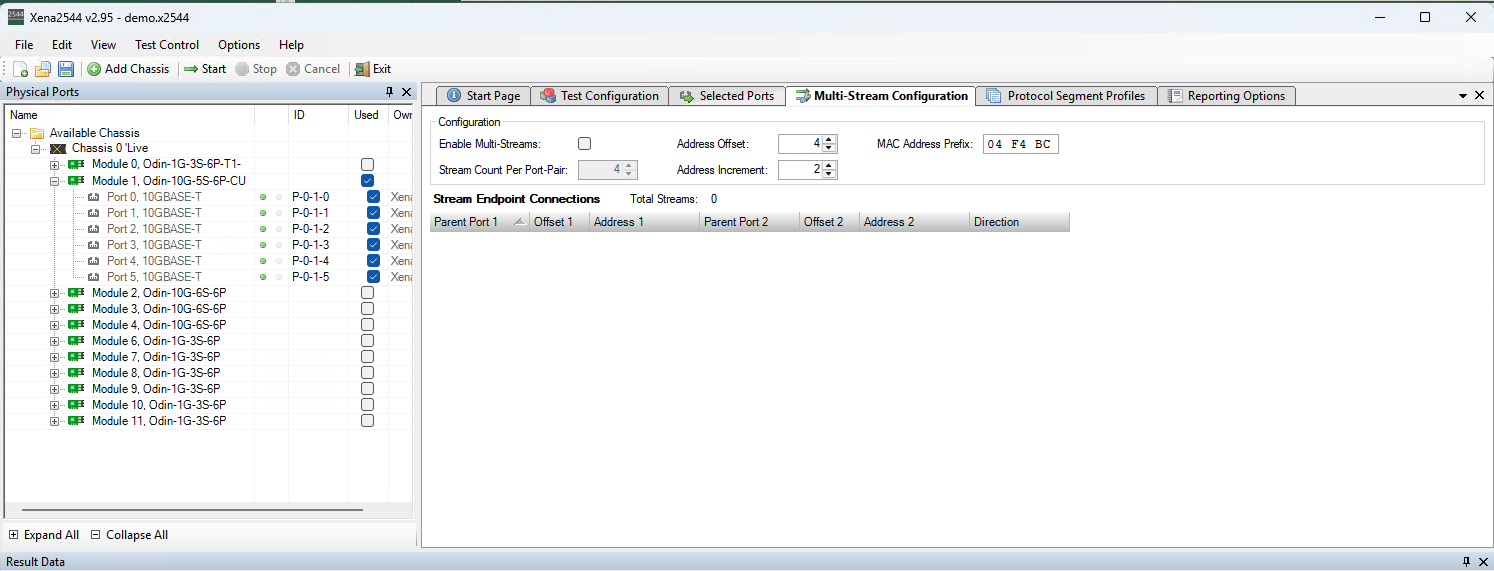 Xena2544 v2.95 - demo.x2544
File Edit View Test Control Options Help
Add Chassis Start Stop Cancel Exit
Physical Ports
Name ID Used Own
Available Chassis
Chassis 0 'Live
Module 0, Odin-1G-3S-6P-T1-
Module 1, Odin-10G-5S-6P-CU
Port 0, 10GBASE-T P-0-1-0 Xena
Port 1, 10GBASE-T P-0-1-1 Xena
Port 2, 10GBASE-T P-0-1-2 Xena
Port 3, 10GBASE-T P-0-1-3 Xena
Port 4, 10GBASE-T P-0-1-4 Xena
Port 5, 10GBASE-T P-0-1-5 Xena
Module 2, Odin-10G-6S-6P
Module 3, Odin-10G-6S-6P
Module 4, Odin-10G-6S-6P
Module 6, Odin-1G-3S-6P
Module 7, Odin-1G-3S-6P
Module 8, Odin-1G-3S-6P
Module 9, Odin-1G-3S-6P
Module 10, Odin-1G-3S-6P
Module 11, Odin-1G-3S-6P
Expand All Collapse All
Start Page Test Configuration Selected Ports Multi-Stream Configuration Protocol Segment Profiles Reporting Options
Configuration
Enable Multi-Streams: Address Offset: 4 MAC Address Prefix: 04 F4 BC
Stream Count Per Port-Pair: 4 Address Increment: 2
Stream Endpoint Connections Total Streams: 0
Parent Port 1 Offset 1 Address 1 Parent Port 2 Offset 2 Address 2 Direction
Result Data